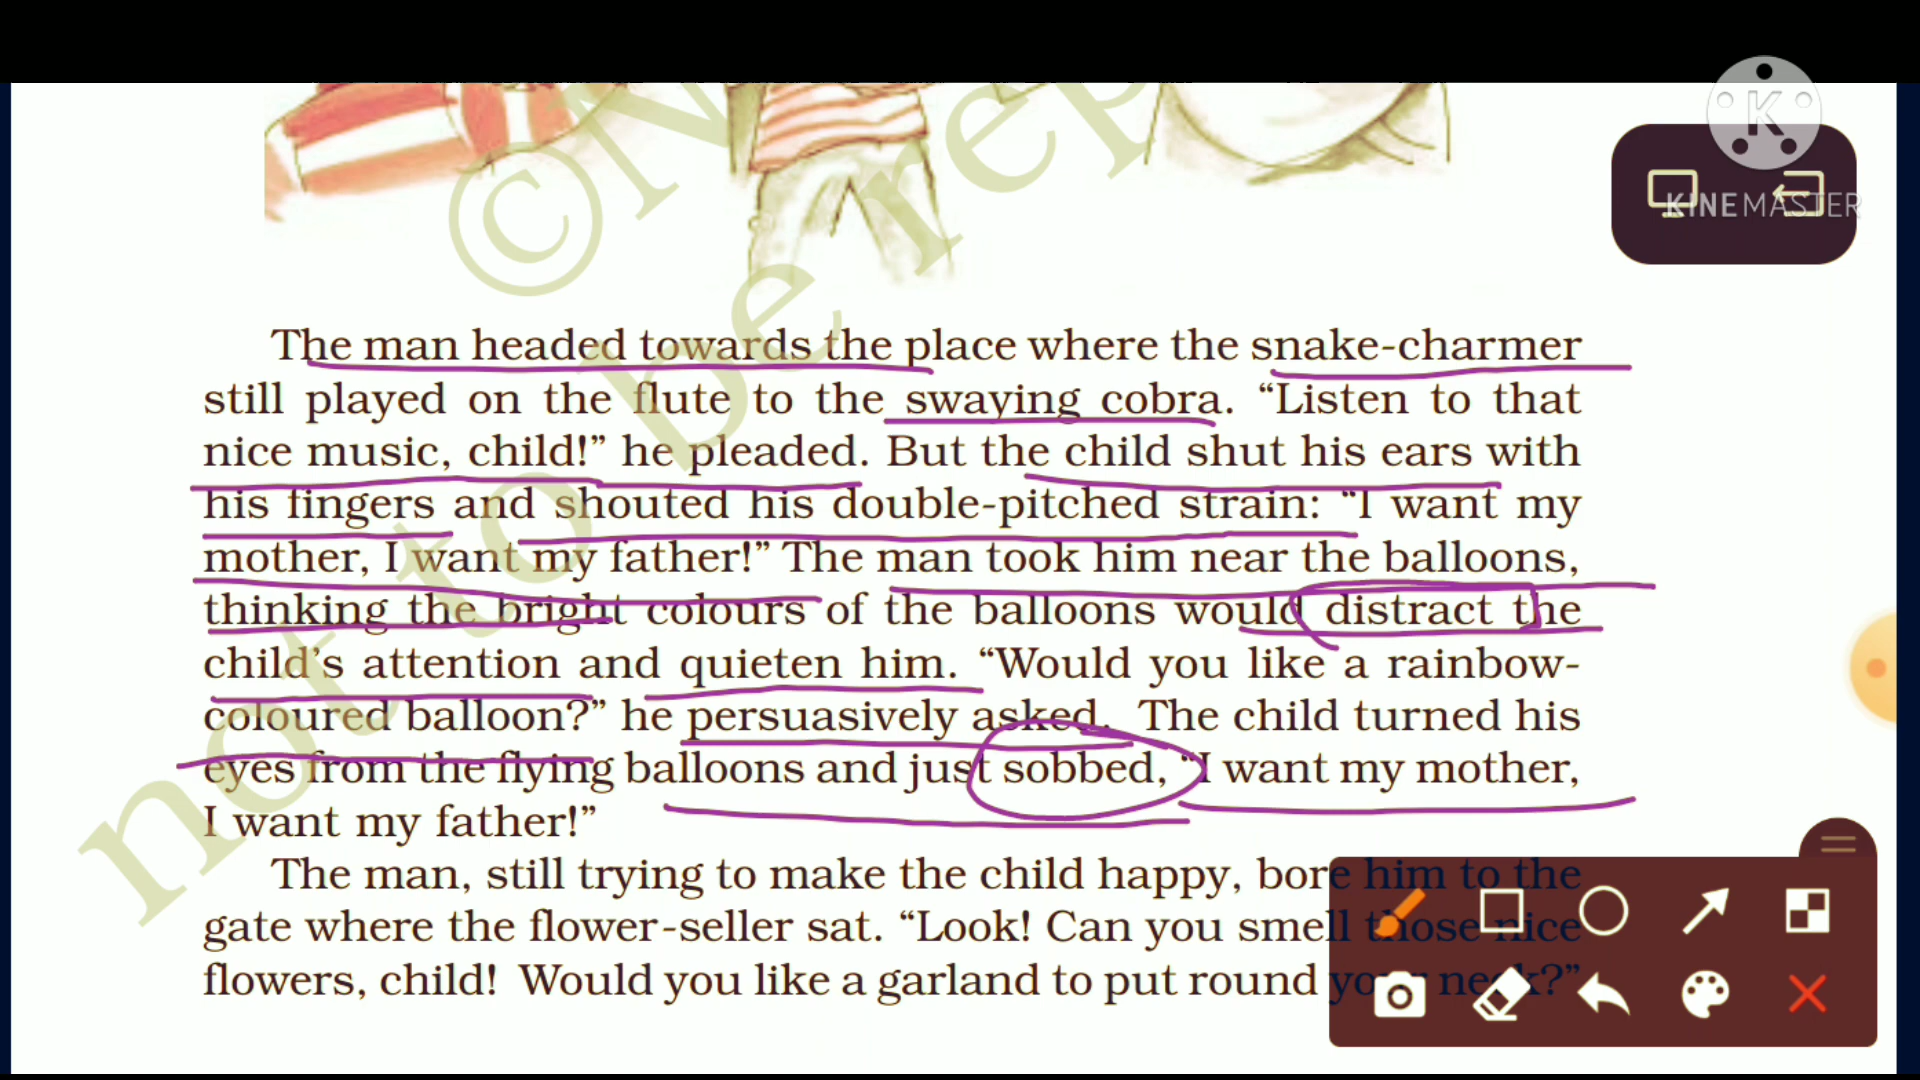 K
KINEMASTER
©N
not to be rep
The man headed towards the place where the snake-charmer
still played on the flute to the swaying cobra. “Listen to that
nice music, child!” he pleaded. But the child shut his ears with
his fingers and shouted his double-pitched strain: “I want my
mother, I want my father!” The man took him near the balloons,
thinking the bright colours of the balloons would distract the
child’s attention and quieten him. “Would you like a rainbow-
coloured balloon?” he persuasively asked. The child turned his
eyes from the flying balloons and just sobbed, “I want my mother,
I want my father!”
The man, still trying to make the child happy, bore him to the
gate where the flower-seller sat. “Look! Can you smell those nice
flowers, child! Would you like a garland to put round your neck?”